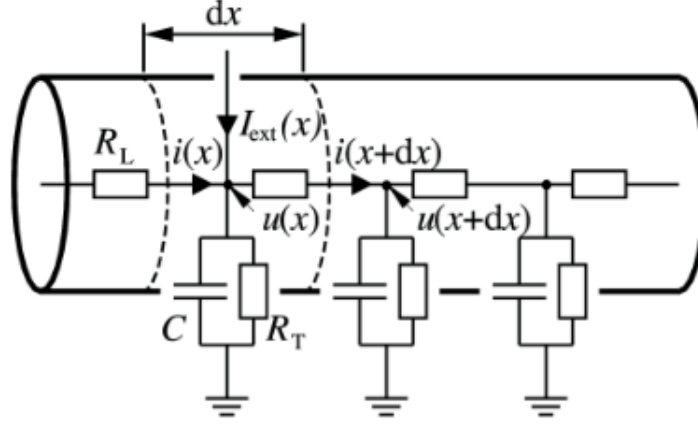 dx
I_ext(x)
R_L
i(x)
i(x+dx)
u(x)
u(x+dx)
C
R_T